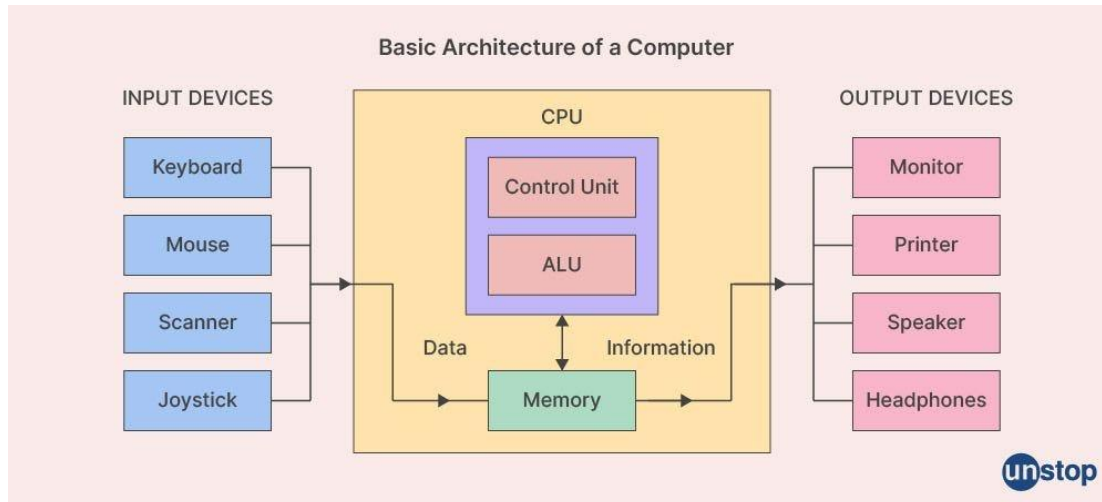 Basic Architecture of a Computer
INPUT DEVICES
Keyboard
Mouse
Scanner
Joystick
CPU
Control Unit
ALU
Data
Information
Memory
OUTPUT DEVICES
Monitor
Printer
Speaker
Headphones
unstop